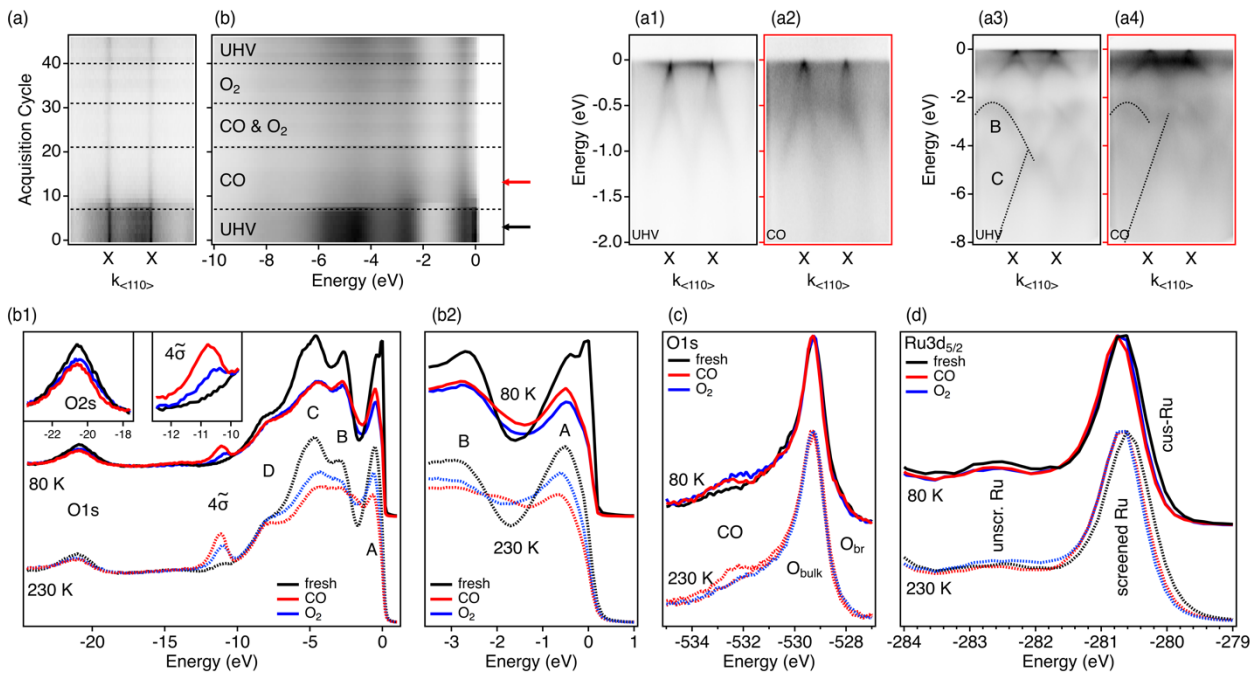 (a)
(b)
(a1)
(a2)
(a3)
(a4)
Acquisition Cycle
40
30
20
10
0
UHV
O2
CO & O2
CO
UHV
X X
k<110>
-10 -8 -6 -4 -2 0
Energy (eV)
Energy (eV)
0
-0.5
-1.0
-1.5
-2.0
UHV
CO
X X
k<110>
X X
k<110>
Energy (eV)
0
-2
-4
-6
-8
B
C
UHV
CO
X X
k<110>
X X
k<110>
(b1)
(b2)
(c)
(d)
O2s
-24 -22 -20 -18
4σ̃
-12 -11 -10
C
B
D
A
80 K
O1s
4σ̃
230 K
fresh
CO
O2
-20 -15 -10 -5 0
Energy (eV)
80 K
B
A
230 K
fresh
CO
O2
-3 -2 -1 0 1
Energy (eV)
O1s
fresh
CO
O2
80 K
CO
Obr
230 K
Obulk
-534 -532 -530 -528
Energy (eV)
Ru3d5/2
fresh
CO
O2
cus-Ru
80 K
unscr. Ru
screened Ru
230 K
-284 -283 -282 -281 -280 -279
Energy (eV)